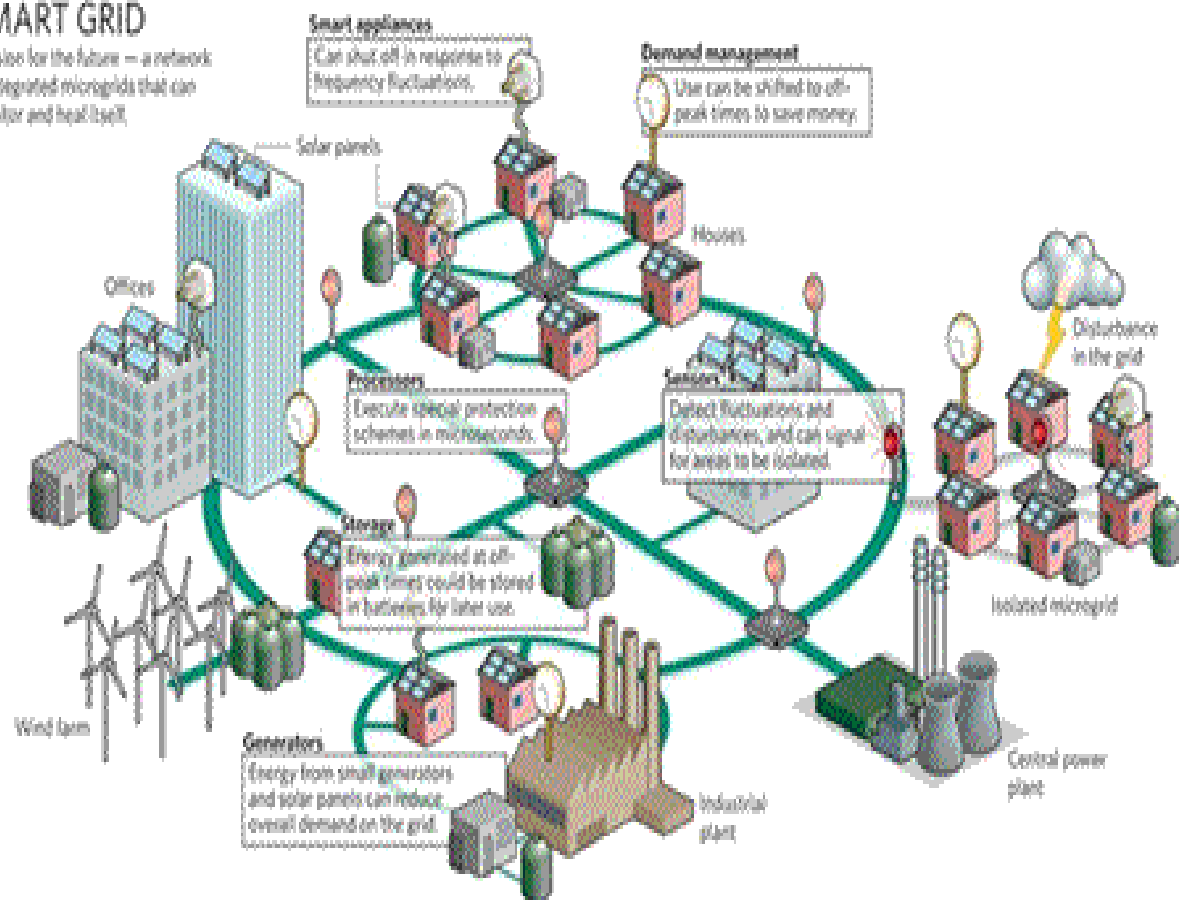 MART GRID
sion for the future — a network
tegrated microgrids that can
itor and heal itself.
Smart appliances
Can shut off in response to
frequency fluctuations.
Demand management
Use can be shifted to off-
peak times to save money.
Solar panels
Houses
Offices
Disturbance
in the grid
Processors
Execute special protection
schemes in microseconds.
Sensors
Detect fluctuations and
disturbances, and can signal
for areas to be isolated.
Storage
Energy generated at off-
peak times could be stored
in batteries for later use.
Isolated microgrid
Wind farm
Generators
Energy from small generators
and solar panels can reduce
overall demand on the grid.
Industrial
plant
Central power
plant